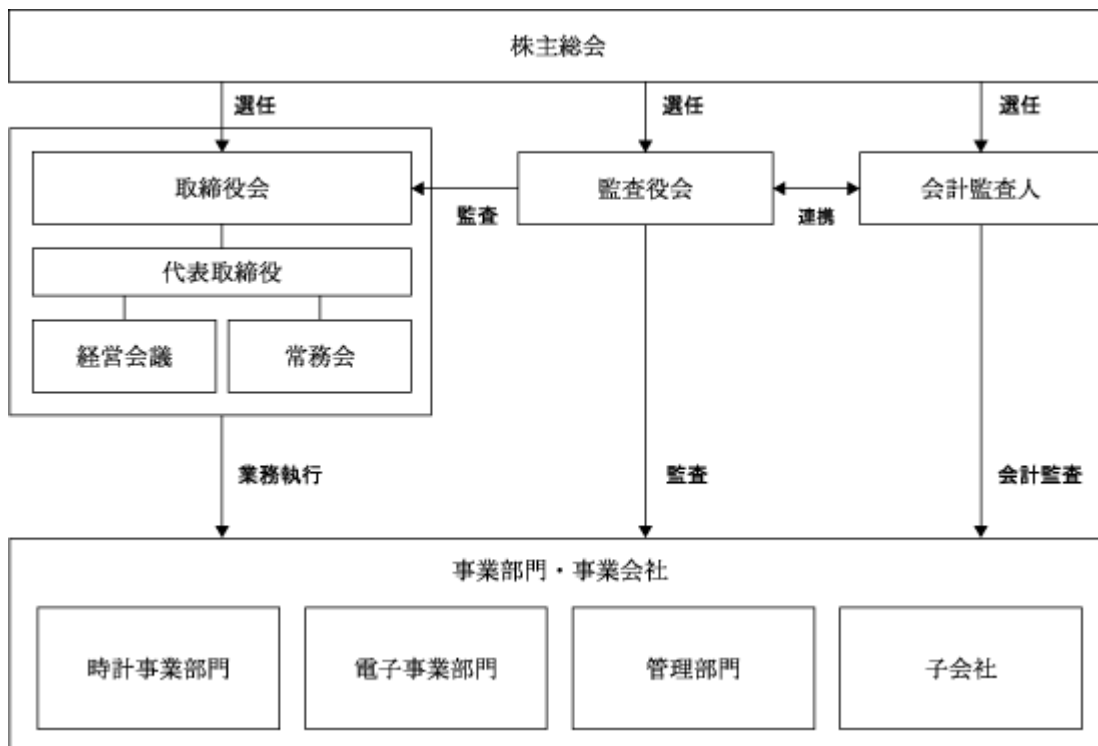 株主総会
選任
選任
選任
取締役会
監査役会
会計監査人
監査
連携
代表取締役
経営会議
常務会
業務執行
監査
会計監査
事業部門・事業会社
時計事業部門
電子事業部門
管理部門
子会社